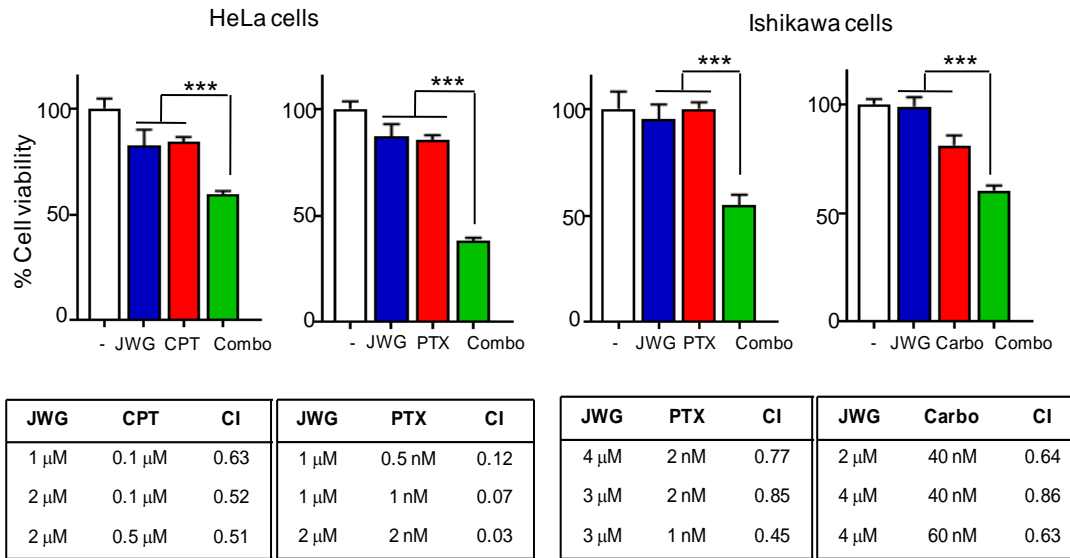 HeLa cells
Ishikawa cells
% Cell viability
100
50
0
***
- JWG CPT Combo
100
50
0
***
- JWG PTX Combo
100
50
0
***
- JWG PTX Combo
100
50
0
***
- JWG Carbo Combo
JWG CPT CI
1 μM 0.1 μM 0.63
2 μM 0.1 μM 0.52
2 μM 0.5 μM 0.51
JWG PTX CI
1 μM 0.5 nM 0.12
1 μM 1 nM 0.07
2 μM 2 nM 0.03
JWG PTX CI
4 μM 2 nM 0.77
3 μM 2 nM 0.85
3 μM 1 nM 0.45
JWG Carbo CI
2 μM 40 nM 0.64
4 μM 40 nM 0.86
4 μM 60 nM 0.63